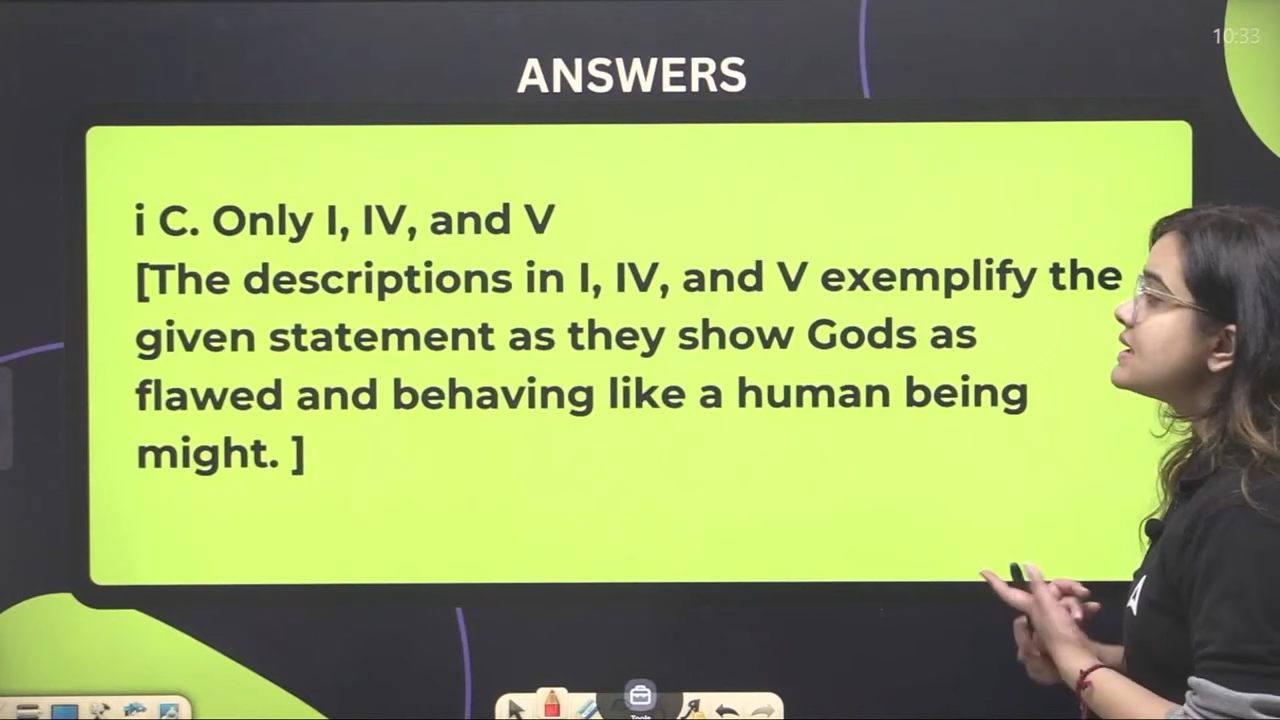 10:33
ANSWERS
i C. Only I, IV, and V
[The descriptions in I, IV, and V exemplify the
given statement as they show Gods as
flawed and behaving like a human being
might. ]
Tools